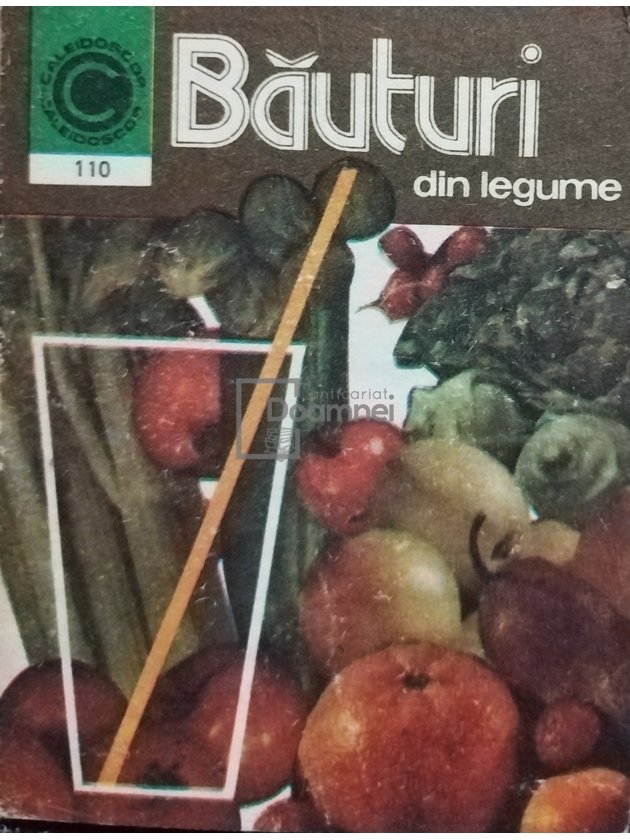 CALEIDOSCOP
CALEIDOSCOP
110
Băuturi
din legume
anticariat
Doamnei